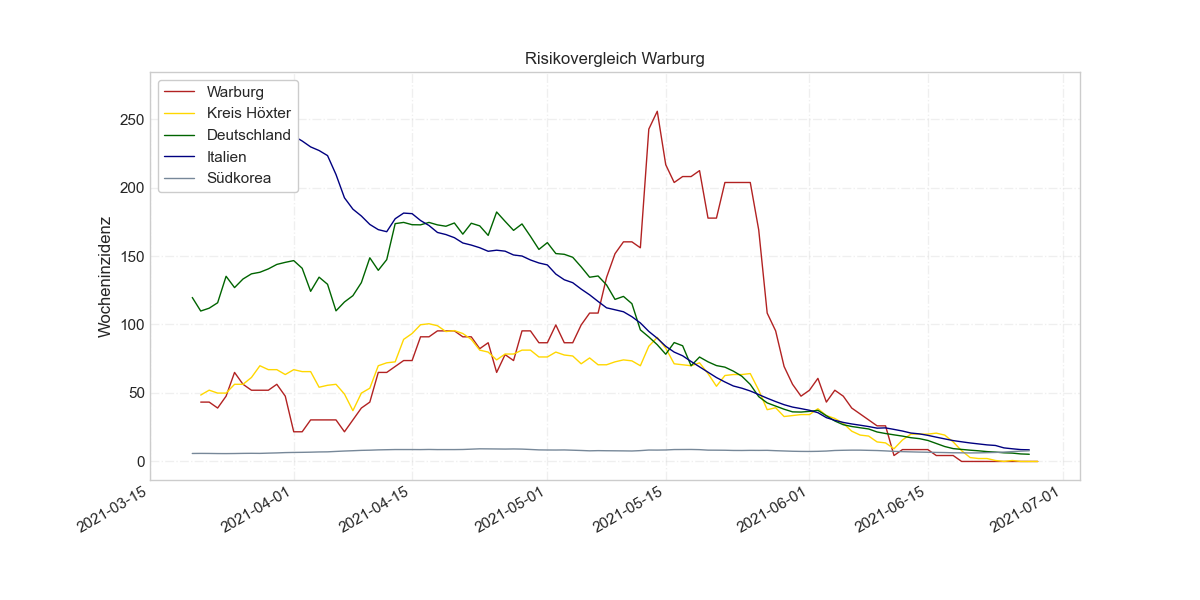 Risikovergleich Warburg
Warburg
Kreis Höxter
Deutschland
Italien
Südkorea
Wocheninzidenz
250
200
150
100
50
0
2021-03-15
2021-04-01
2021-04-15
2021-05-01
2021-05-15
2021-06-01
2021-06-15
2021-07-01